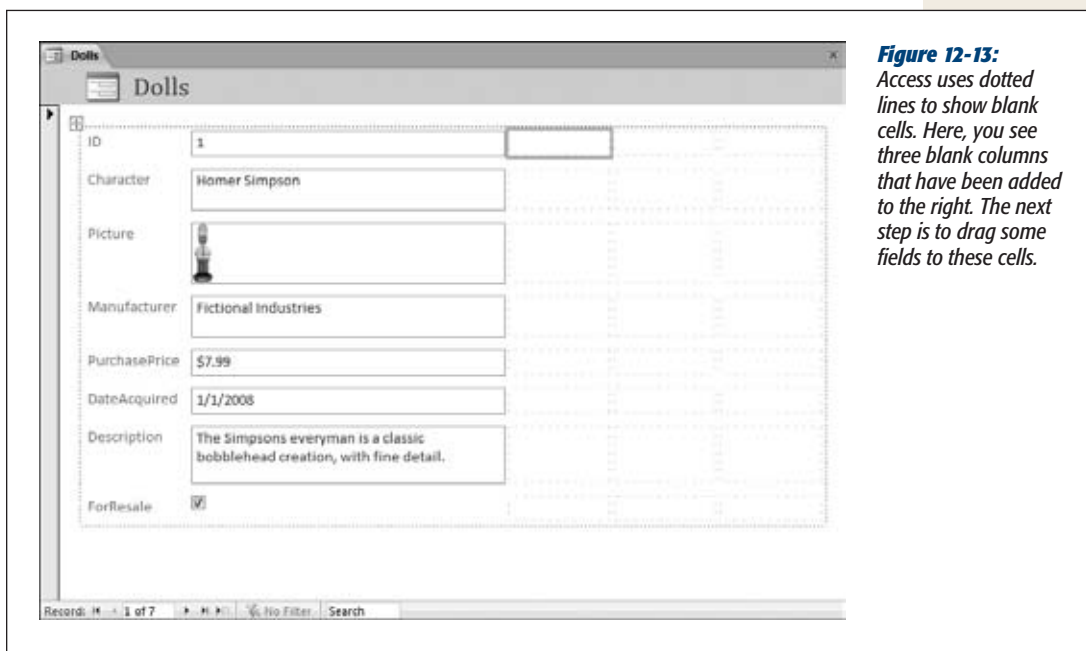 Dolls
Dolls
ID
1
Character
Homer Simpson
Picture
Manufacturer
Fictional Industries
PurchasePrice
$7.99
DateAcquired
1/1/2008
Description
The Simpsons everyman is a classic
bobblehead creation, with fine detail.
ForResale
Record: 1 of 7 No Filter Search
Figure 12-13:
Access uses dotted
lines to show blank
cells. Here, you see
three blank columns
that have been added
to the right. The next
step is to drag some
fields to these cells.